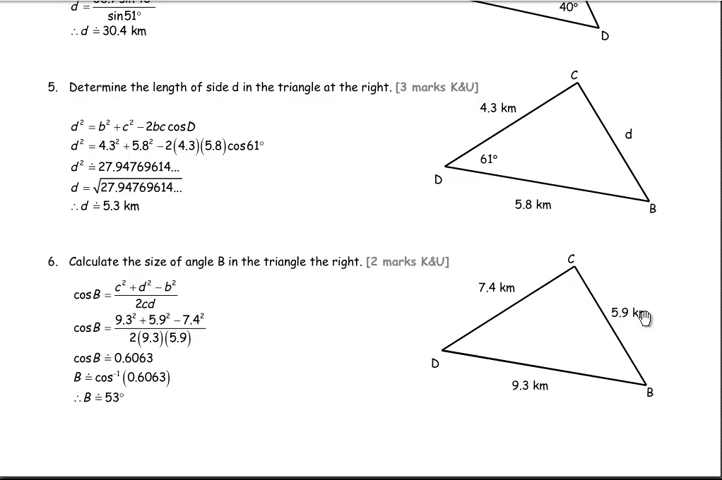 d =
sin51°
∴d ≐ 30.4 km
40°
D
5. Determine the length of side d in the triangle at the right. [3 marks K&U]
d² = b² + c² − 2bc cosD
d² = 4.3² + 5.8² − 2(4.3)(5.8)cos61°
d² ≐ 27.94769614...
d = √27.94769614...
∴d ≐ 5.3 km
C
4.3 km
d
61°
D
5.8 km
B
6. Calculate the size of angle B in the triangle the right. [2 marks K&U]
cosB = c² + d² − b² / 2cd
cosB = 9.3² + 5.9² − 7.4² / 2(9.3)(5.9)
cosB ≐ 0.6063
B ≐ cos⁻¹(0.6063)
∴B ≐ 53°
C
7.4 km
5.9 km
D
9.3 km
B